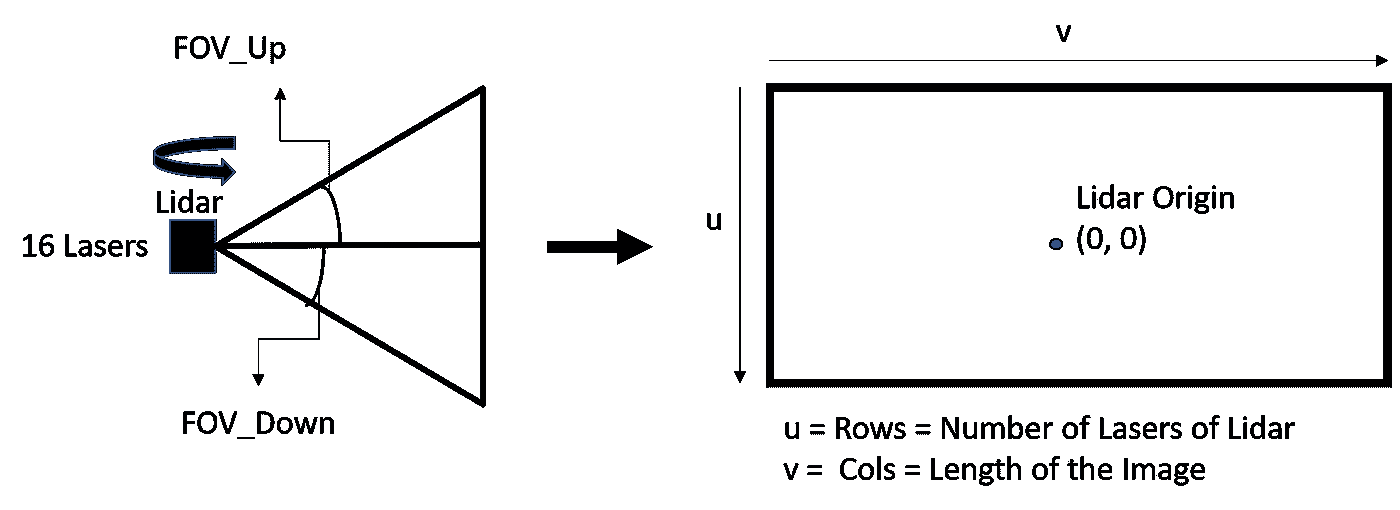 FOV_Up
Lidar
16 Lasers
FOV_Down
v
u
Lidar Origin
(0, 0)
u = Rows = Number of Lasers of Lidar
v = Cols = Length of the Image